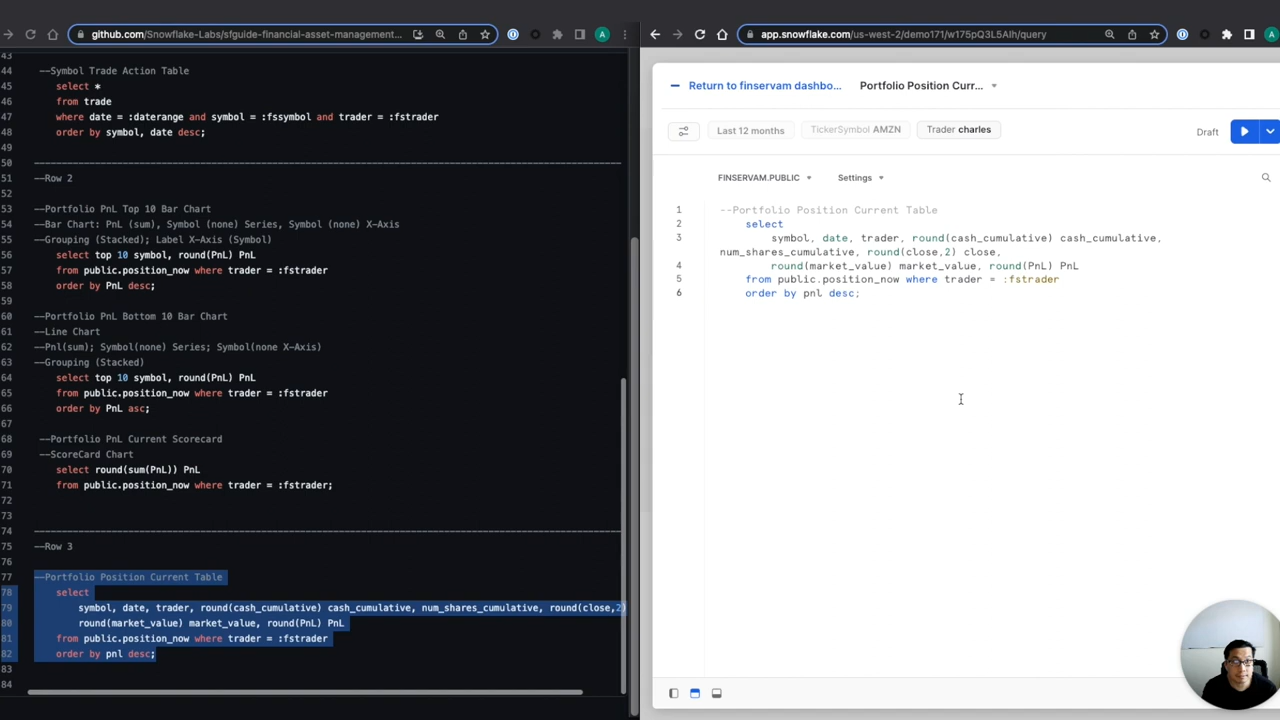 github.com/Snowflake-Labs/sfguide-financial-asset-management...
A
43
44 --Symbol Trade Action Table
45 select *
46 from trade
47 where date = :daterange and symbol = :fssymbol and trader = :fstrader
48 order by symbol, date desc;
49
50
51 --Row 2
52
53 --Portfolio PnL Top 10 Bar Chart
54 --Bar Chart: PnL (sum), Symbol (none) Series, Symbol (none) X-Axis
55 --Grouping (Stacked); Label X-Axis (Symbol)
56 select top 10 symbol, round(PnL) PnL
57 from public.position_now where trader = :fstrader
58 order by PnL desc;
59
60 --Portfolio PnL Bottom 10 Bar Chart
61 --Line Chart
62 --Pnl(sum); Symbol(none) Series; Symbol(none X-Axis)
63 --Grouping (Stacked)
64 select top 10 symbol, round(PnL) PnL
65 from public.position_now where trader = :fstrader
66 order by PnL asc;
67
68 --Portfolio PnL Current Scorecard
69 --ScoreCard Chart
70 select round(sum(PnL)) PnL
71 from public.position_now where trader = :fstrader;
72
73
74
75 --Row 3
76
77 --Portfolio Position Current Table
78 select
79 symbol, date, trader, round(cash_cumulative) cash_cumulative, num_shares_cumulative, round(close,2)
80 round(market_value) market_value, round(PnL) PnL
81 from public.position_now where trader = :fstrader
82 order by pnl desc;
83
84
app.snowflake.com/us-west-2/demo171/w175pQ3L5Alh/query
A
Return to finservam dashbo... Portfolio Position Curr...
Last 12 months TickerSymbol AMZN Trader charles Draft
FINSERVAM.PUBLIC Settings
1 --Portfolio Position Current Table
2 select
3 symbol, date, trader, round(cash_cumulative) cash_cumulative,
num_shares_cumulative, round(close,2) close,
4 round(market_value) market_value, round(PnL) PnL
5 from public.position_now where trader = :fstrader
6 order by pnl desc;